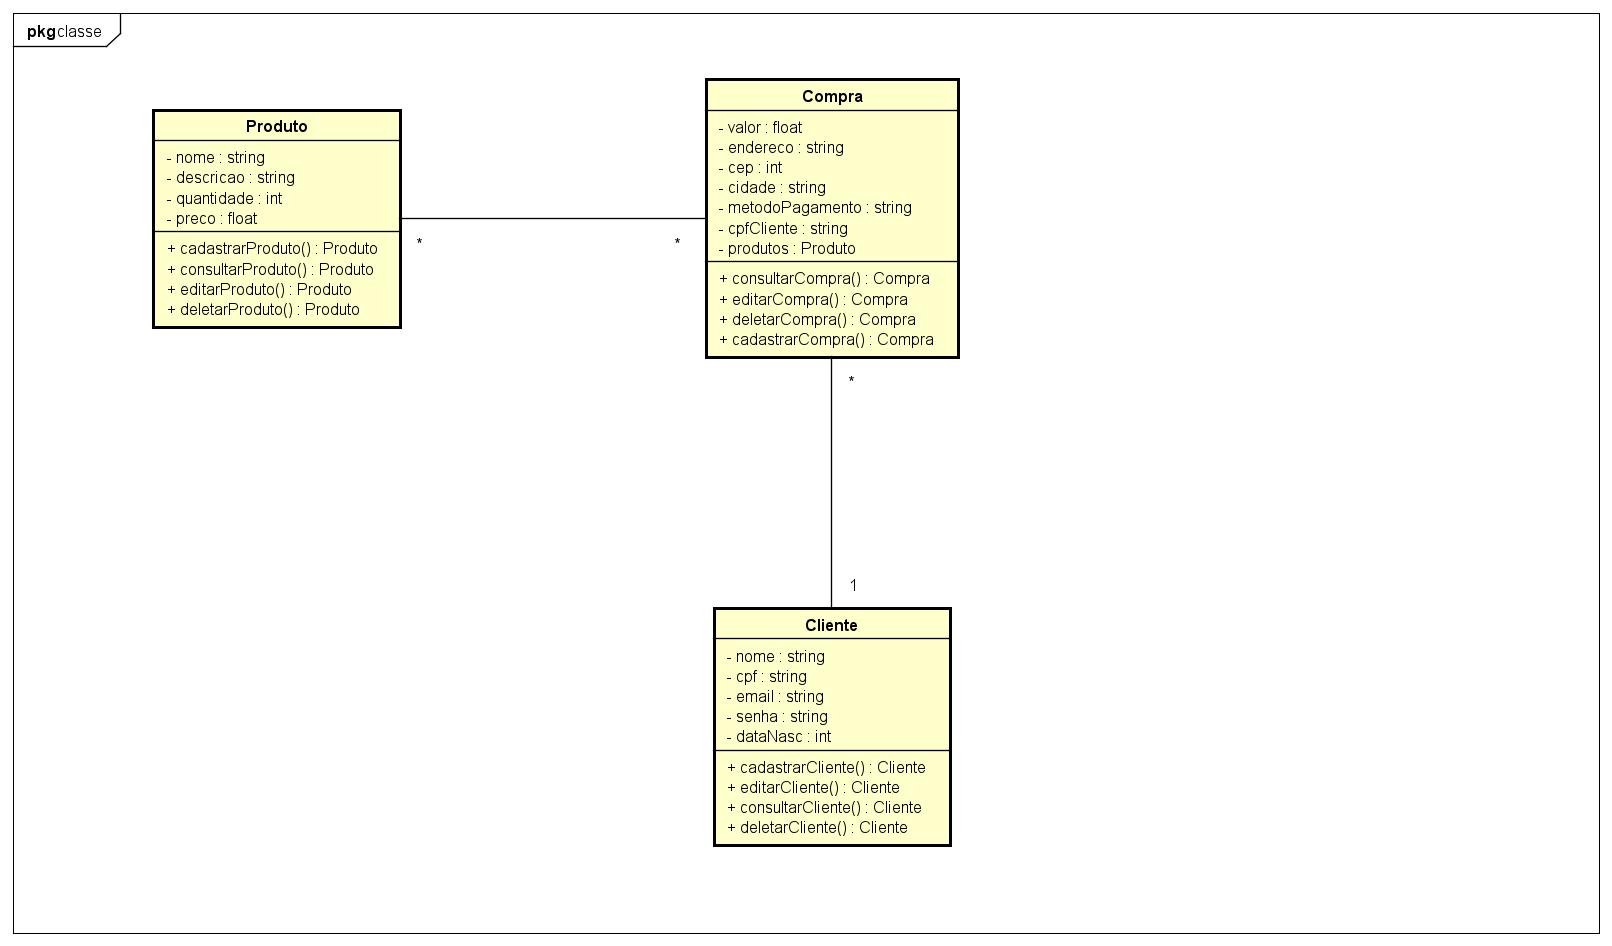 pkg classe
Produto
- nome : string
- descricao : string
- quantidade : int
- preco : float
+ cadastrarProduto() : Produto
+ consultarProduto() : Produto
+ editarProduto() : Produto
+ deletarProduto() : Produto
*
*
Compra
- valor : float
- endereco : string
- cep : int
- cidade : string
- metodoPagamento : string
- cpfCliente : string
- produtos : Produto
+ consultarCompra() : Compra
+ editarCompra() : Compra
+ deletarCompra() : Compra
+ cadastrarCompra() : Compra
*
1
Cliente
- nome : string
- cpf : string
- email : string
- senha : string
- dataNasc : int
+ cadastrarCliente() : Cliente
+ editarCliente() : Cliente
+ consultarCliente() : Cliente
+ deletarCliente() : Cliente